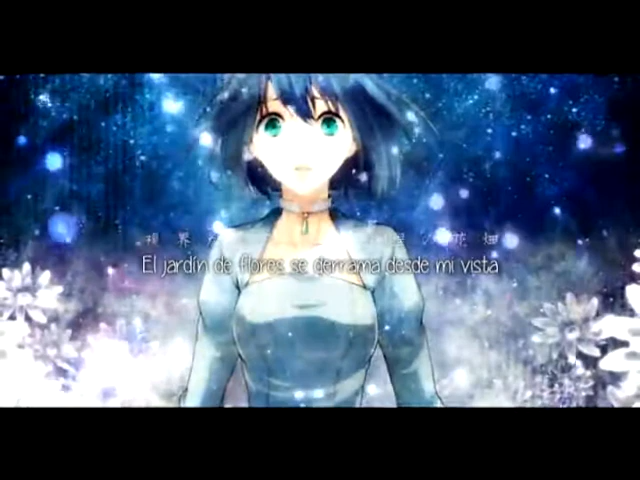 視界 花畑
El jardín de flores se derrama desde mi vista